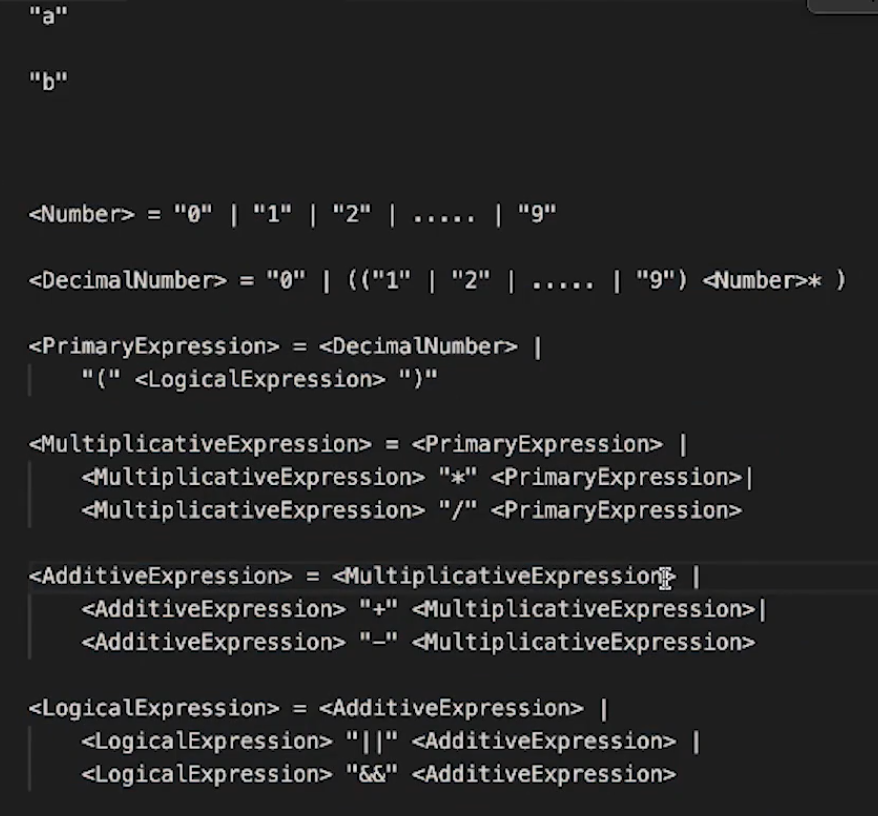 "a"
"b"
<Number> = "0" | "1" | "2" | ..... | "9"
<DecimalNumber> = "0" | (("1" | "2" | ..... | "9") <Number>* )
<PrimaryExpression> = <DecimalNumber> |
"(" <LogicalExpression> ")"
<MultiplicativeExpression> = <PrimaryExpression> |
<MultiplicativeExpression> "*" <PrimaryExpression>|
<MultiplicativeExpression> "/" <PrimaryExpression>
<AdditiveExpression> = <MultiplicativeExpression> |
<AdditiveExpression> "+" <MultiplicativeExpression>|
<AdditiveExpression> "-" <MultiplicativeExpression>
<LogicalExpression> = <AdditiveExpression> |
<LogicalExpression> "||" <AdditiveExpression> |
<LogicalExpression> "&&" <AdditiveExpression>